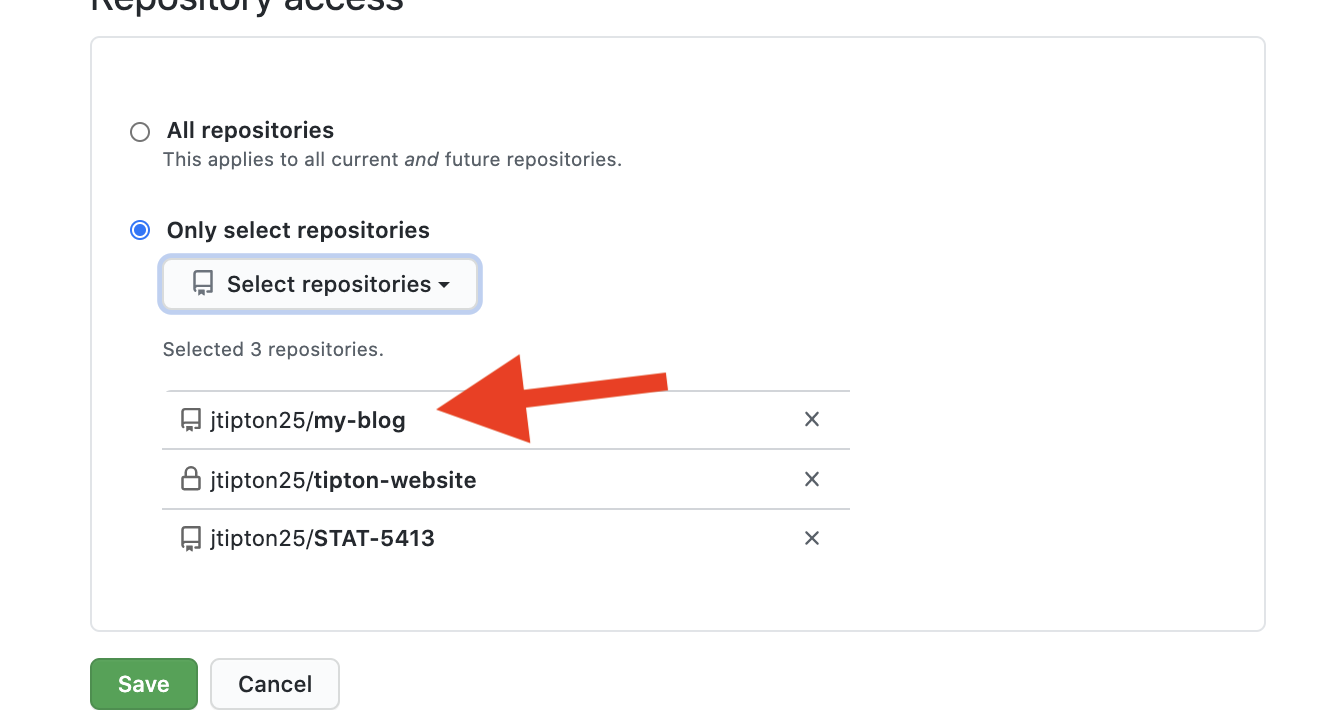 Repository access
All repositories
This applies to all current and future repositories.
Only select repositories
Select repositories
Selected 3 repositories.
jtipton25/my-blog
jtipton25/tipton-website
jtipton25/STAT-5413
Save
Cancel